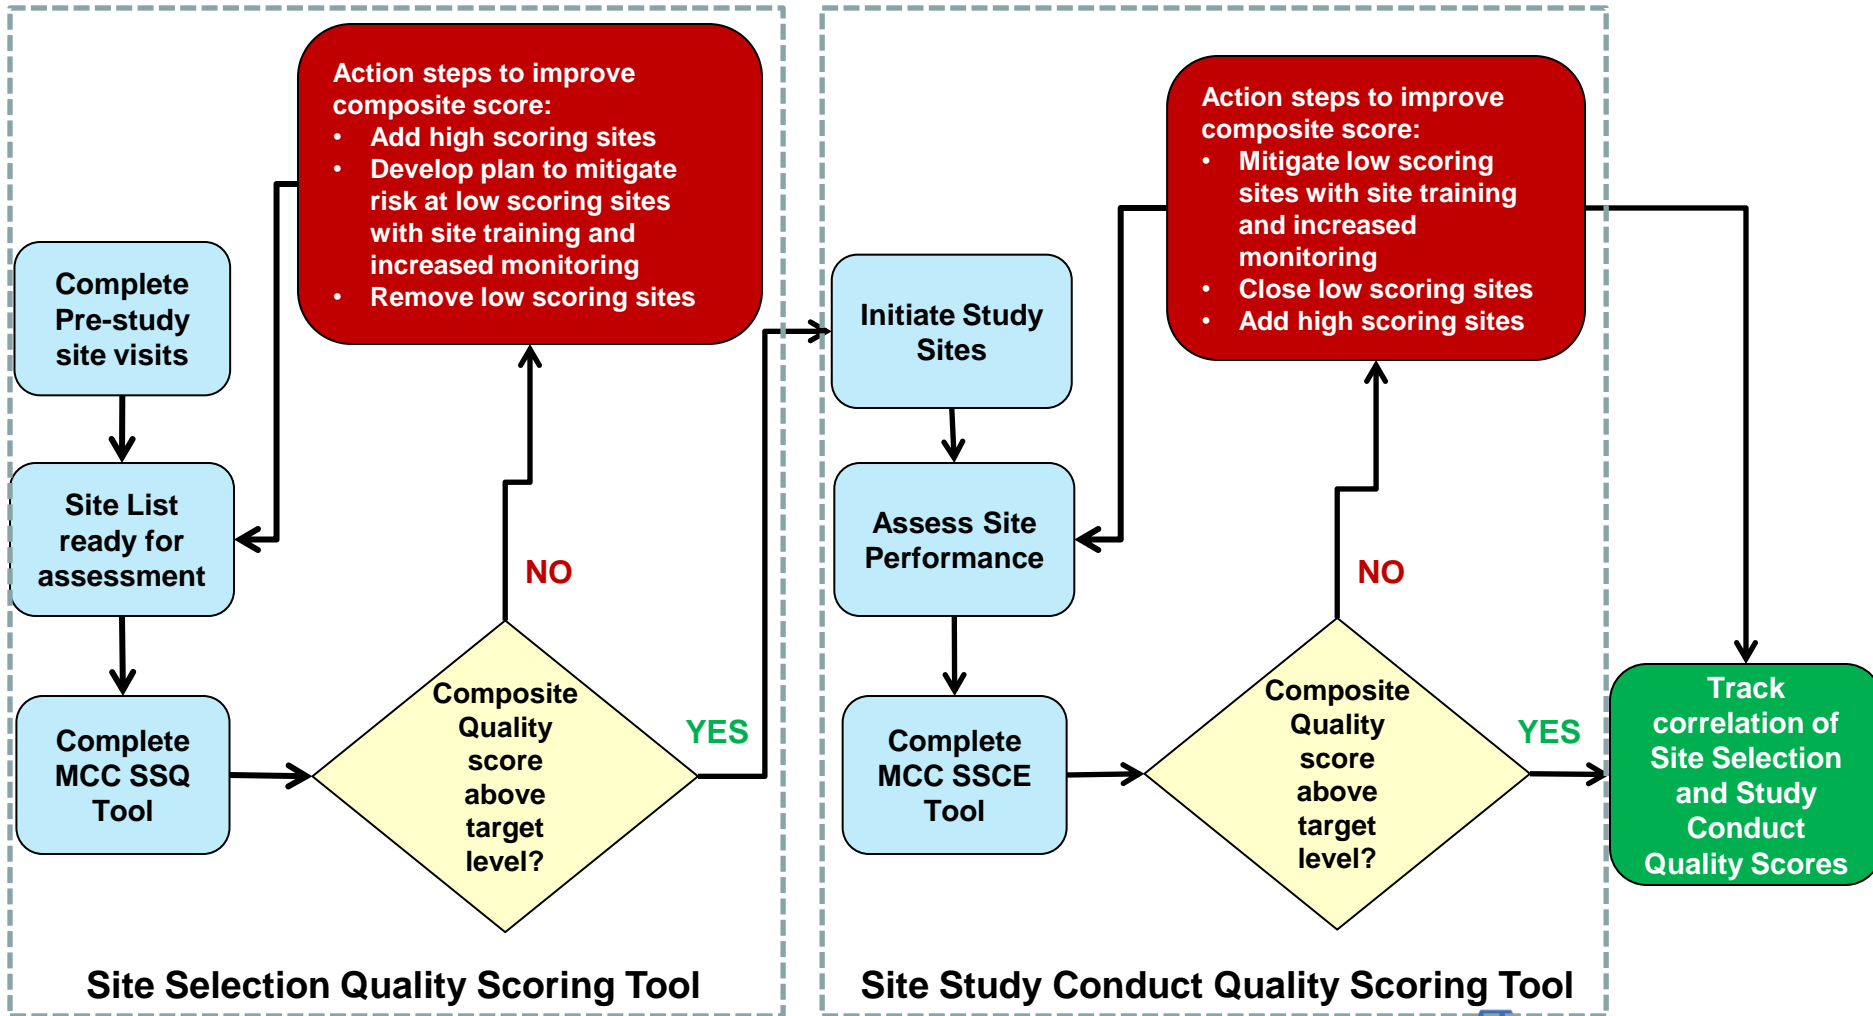 Action steps to improve
composite score:
• Add high scoring sites
• Develop plan to mitigate
risk at low scoring sites
with site training and
increased monitoring
• Remove low scoring sites
Complete
Pre-study
site visits
Site List
ready for
assessment
Complete
MCC SSQ
Tool
NO
Composite
Quality
score
above
target
level?
YES
Site Selection Quality Scoring Tool
Action steps to improve
composite score:
• Mitigate low scoring
sites with site training
and increased
monitoring
• Close low scoring sites
• Add high scoring sites
Initiate Study
Sites
Assess Site
Performance
Complete
MCC SSCE
Tool
NO
Composite
Quality
score
above
target
level?
YES
Site Study Conduct Quality Scoring Tool
Track
correlation of
Site Selection
and Study
Conduct
Quality Scores